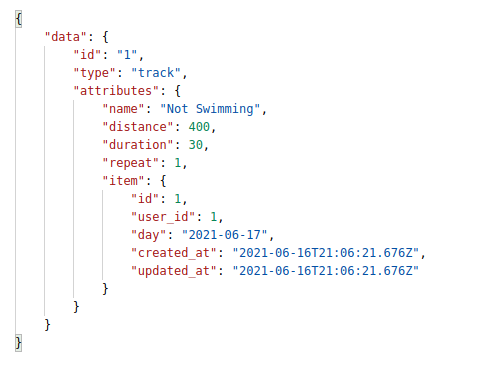 {
    "data": {
        "id": "1",
        "type": "track",
        "attributes": {
            "name": "Not Swimming",
            "distance": 400,
            "duration": 30,
            "repeat": 1,
            "item": {
                "id": 1,
                "user_id": 1,
                "day": "2021-06-17",
                "created_at": "2021-06-16T21:06:21.676Z",
                "updated_at": "2021-06-16T21:06:21.676Z"
            }
        }
    }
}